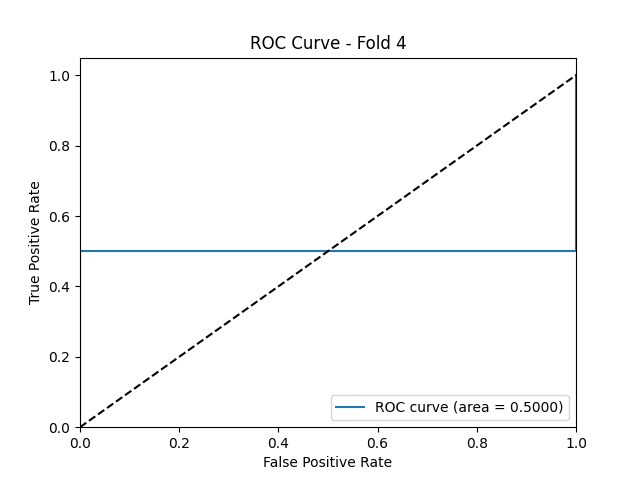 ROC Curve - Fold 4
True Positive Rate
1.0
0.8
0.6
0.4
0.2
0.0
ROC curve (area = 0.5000)
0.0 0.2 0.4 0.6 0.8 1.0
False Positive Rate